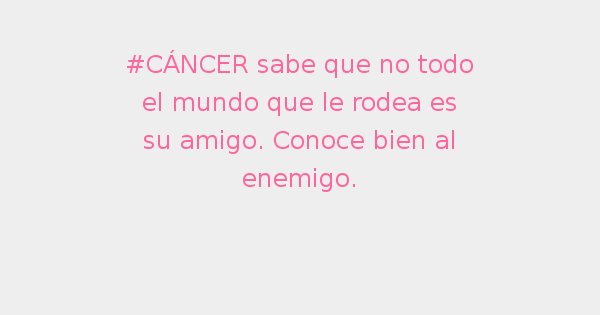 #CÁNCER sabe que no todo
el mundo que le rodea es
su amigo. Conoce bien al
enemigo.